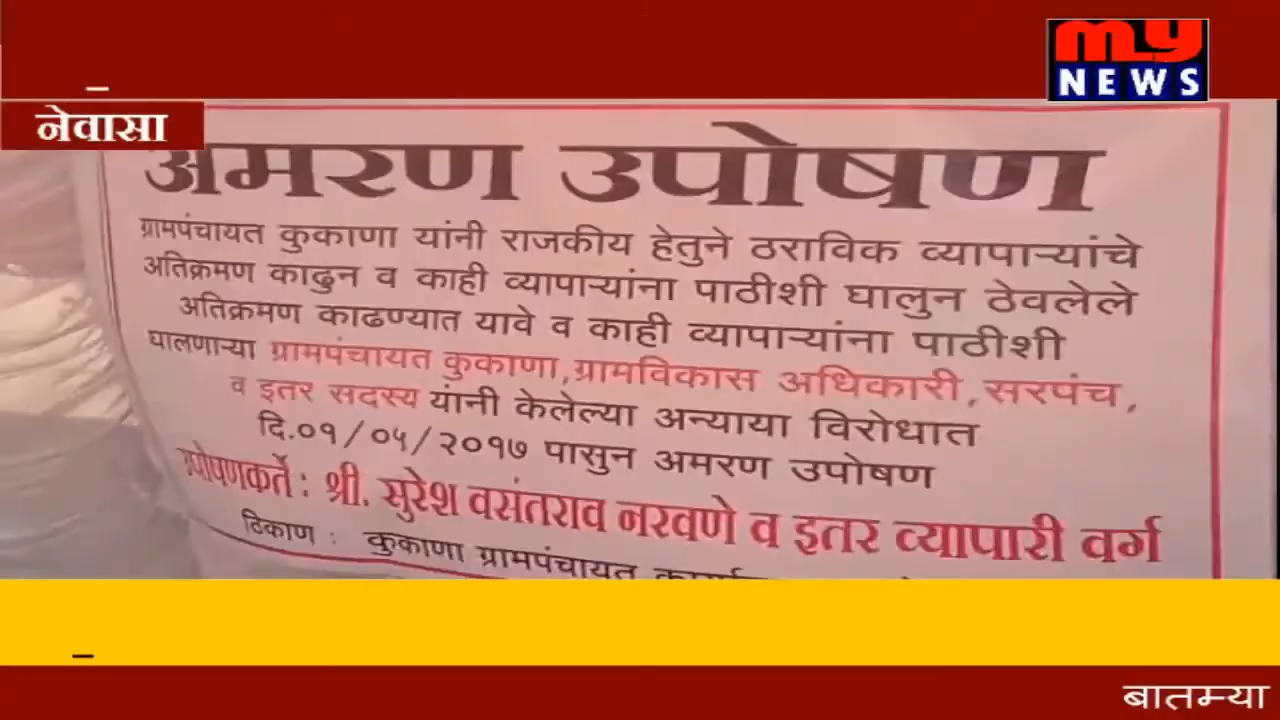 my
NEWS
नेवासा
अमरण उपोषण
ग्रामपंचायत कुकाणा यांनी राजकीय हेतुने ठराविक व्यापाऱ्यांचे
अतिक्रमण काढुन व काही व्यापाऱ्यांना पाठीशी घालुन ठेवलेले
अतिक्रमण काढण्यात यावे व काही व्यापाऱ्यांना पाठीशी
घालणाऱ्या ग्रामपंचायत कुकाणा,ग्रामविकास अधिकारी,सरपंच,
व इतर सदस्य यांनी केलेल्या अन्याया विरोधात
दि.०१/०५/२०१७ पासुन अमरण उपोषण
उपोषणकर्ते : श्री. सुरेश वसंतराव नरवणे व इतर व्यापारी वर्ग
ठिकाण : कुकाणा ग्रामपंचायत
बातम्या